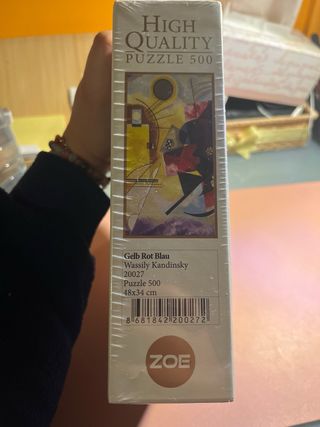 HIGH
QUALITY
PUZZLE 500
Gelb Rot Blau
Wassily Kandinsky
20027
Puzzle 500
48x34 cm
8 681842 200272
ZOE